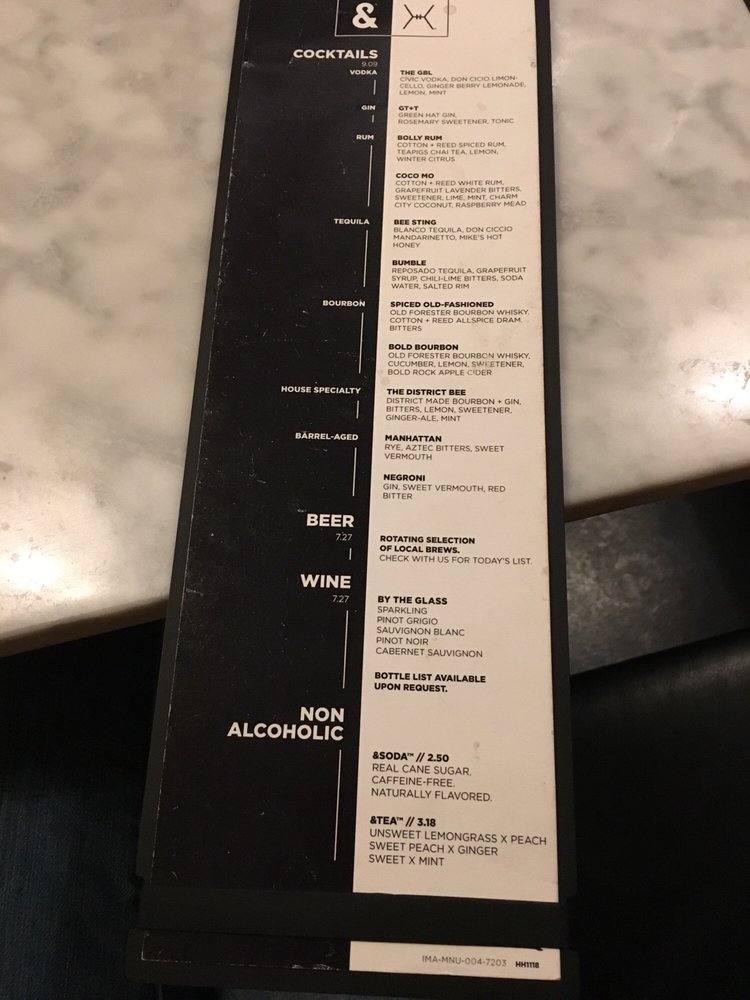 &
COCKTAILS
9.09
VODKA
THE GBL
CIVIC VODKA, DON CICIO LIMON-
CELLO, GINGER BERRY LEMONADE,
LEMON, MINT
GIN
GT+T
GREEN HAT GIN,
ROSEMARY SWEETENER, TONIC
RUM
BOLLY RUM
COTTON + REED SPICED RUM,
TEAPIGS CHAI TEA, LEMON,
WINTER CITRUS
COCO MO
COTTON + REED WHITE RUM,
GRAPEFRUIT LAVENDER BITTERS,
SWEETENER, LIME, MINT, CHARM
CITY COCONUT, RASPBERRY MEAD
TEQUILA
BEE STING
BLANCO TEQUILA, DON CICCIO
MANDARINETTO, MIKE'S HOT
HONEY
BUMBLE
REPOSADO TEQUILA, GRAPEFRUIT
SYRUP, CHILI-LIME BITTERS, SODA
WATER, SALTED RIM
BOURBON
SPICED OLD-FASHIONED
OLD FORESTER BOURBON WHISKY,
COTTON + REED ALLSPICE DRAM,
BITTERS
BOLD BOURBON
OLD FORESTER BOURBON WHISKY,
CUCUMBER, LEMON, SWEETENER,
BOLD ROCK APPLE CIDER
HOUSE SPECIALTY
THE DISTRICT BEE
DISTRICT MADE BOURBON + GIN,
BITTERS, LEMON, SWEETENER,
GINGER-ALE, MINT
BARREL-AGED
MANHATTAN
RYE, AZTEC BITTERS, SWEET
VERMOUTH
NEGRONI
GIN, SWEET VERMOUTH, RED
BITTER
BEER
7.27
ROTATING SELECTION
OF LOCAL BREWS.
CHECK WITH US FOR TODAY'S LIST.
WINE
7.27
BY THE GLASS
SPARKLING
PINOT GRIGIO
SAUVIGNON BLANC
PINOT NOIR
CABERNET SAUVIGNON
BOTTLE LIST AVAILABLE
UPON REQUEST.
NON
ALCOHOLIC
&SODA™ // 2.50
REAL CANE SUGAR.
CAFFEINE-FREE.
NATURALLY FLAVORED.
&TEA™ // 3.18
UNSWEET LEMONGRASS X PEACH
SWEET PEACH X GINGER
SWEET X MINT
IMA-MNU-004-7203 HH1118